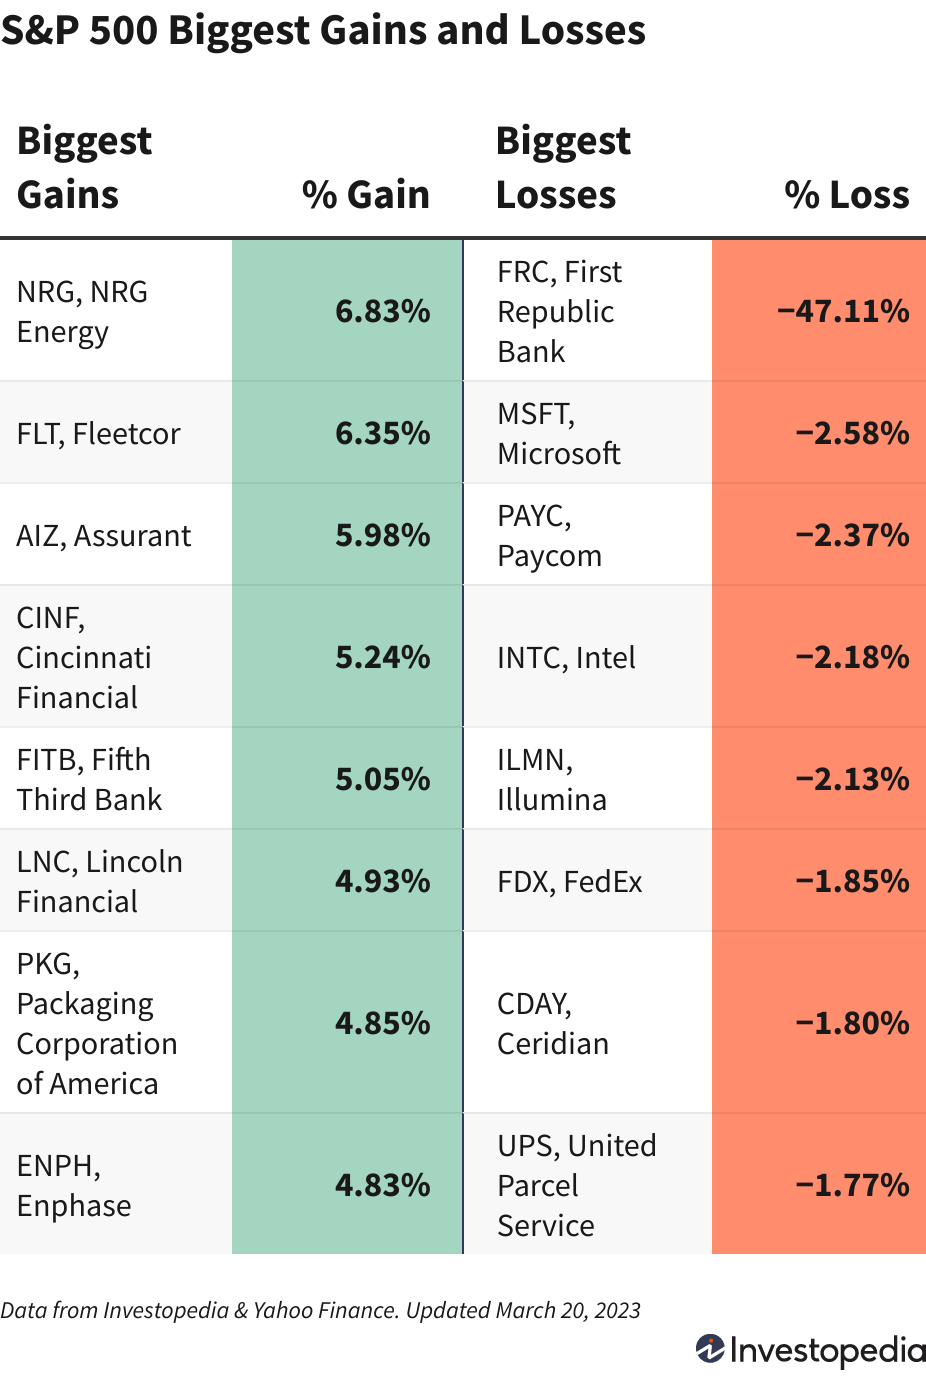 S&P 500 Biggest Gains and Losses
Biggest
Gains
% Gain
Biggest
Losses
% Loss
NRG, NRG
Energy
6.83%
FRC, First
Republic
Bank
−47.11%
FLT, Fleetcor
6.35%
MSFT,
Microsoft
−2.58%
AIZ, Assurant
5.98%
PAYC,
Paycom
−2.37%
CINF,
Cincinnati
Financial
5.24%
INTC, Intel
−2.18%
FITB, Fifth
Third Bank
5.05%
ILMN,
Illumina
−2.13%
LNC, Lincoln
Financial
4.93%
FDX, FedEx
−1.85%
PKG,
Packaging
Corporation
of America
4.85%
CDAY,
Ceridian
−1.80%
ENPH,
Enphase
4.83%
UPS, United
Parcel
Service
−1.77%
Data from Investopedia & Yahoo Finance. Updated March 20, 2023
Investopedia